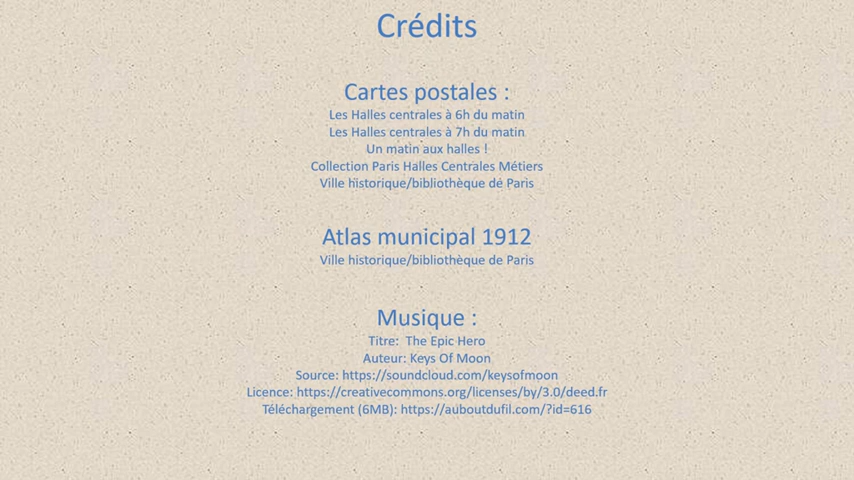 Crédits
Cartes postales :
Les Halles centrales à 6h du matin
Les Halles centrales à 7h du matin
Un matin aux halles !
Collection Paris Halles Centrales Métiers
Ville historique/bibliothèque de Paris
Atlas municipal 1912
Ville historique/bibliothèque de Paris
Musique :
Titre: The Epic Hero
Auteur: Keys Of Moon
Source: https://soundcloud.com/keysofmoon
Licence: https://creativecommons.org/licenses/by/3.0/deed.fr
Téléchargement (6MB): https://auboutdufil.com/?id=616